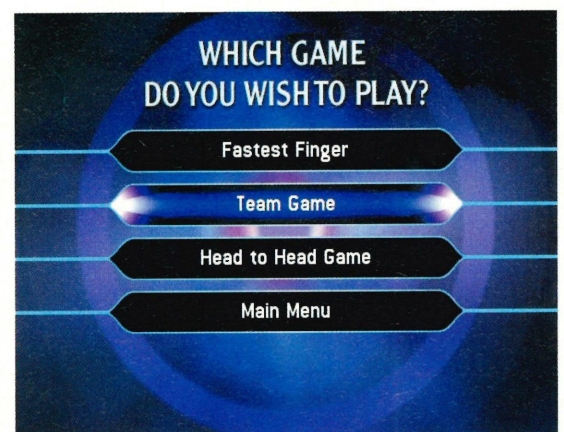 WHICH GAME
DO YOU WISH TO PLAY?
Fastest Finger
Team Game
Head to Head Game
Main Menu